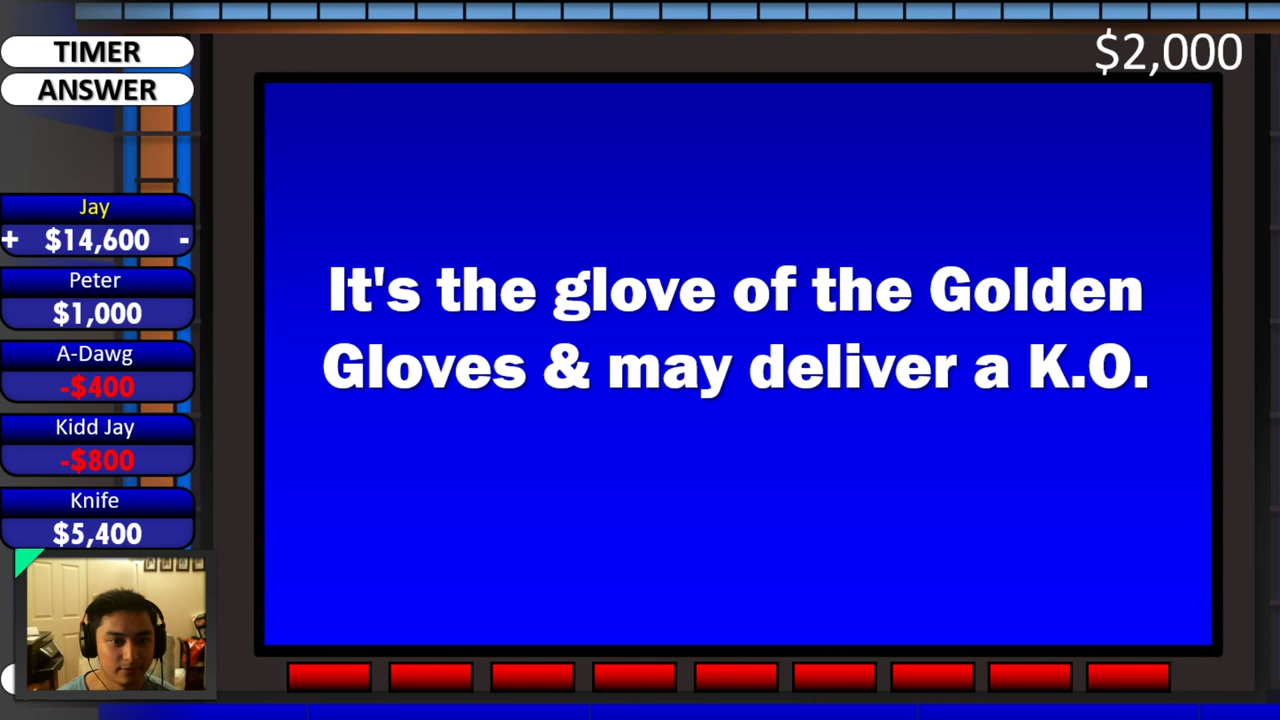 TIMER
ANSWER
$2,000
Jay
+ $14,600 -
Peter
$1,000
A-Dawg
-$400
Kidd Jay
-$800
Knife
$5,400
It's the glove of the Golden
Gloves & may deliver a K.O.